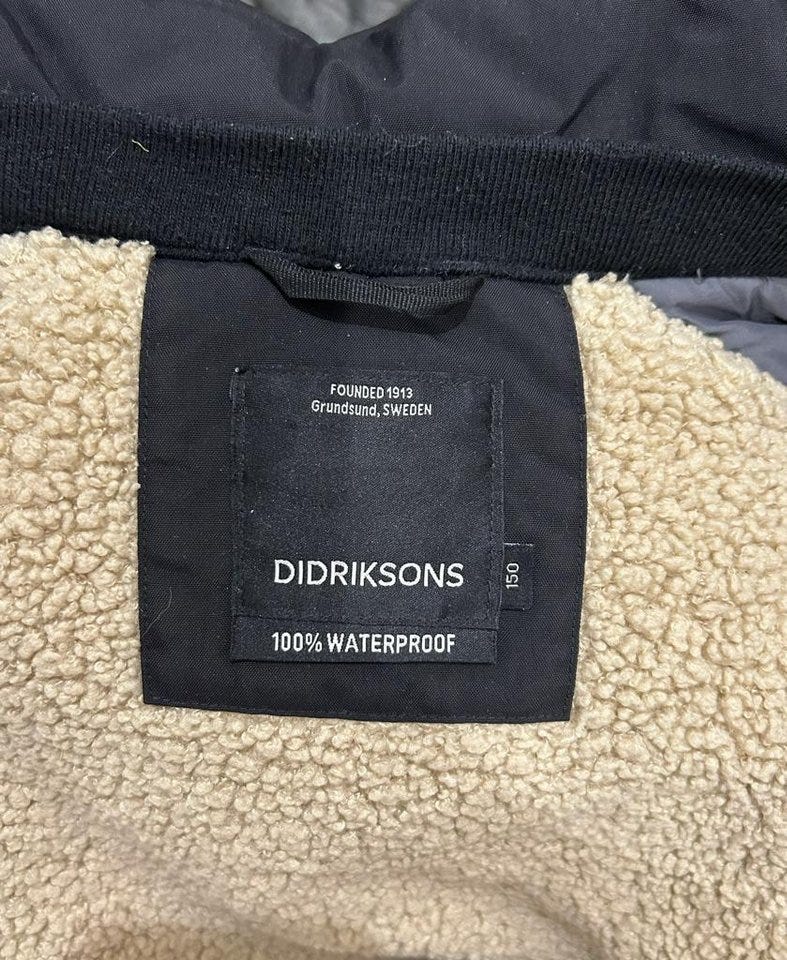 FOUNDED 1913
Grundsund, SWEDEN
DIDRIKSONS
150
100% WATERPROOF